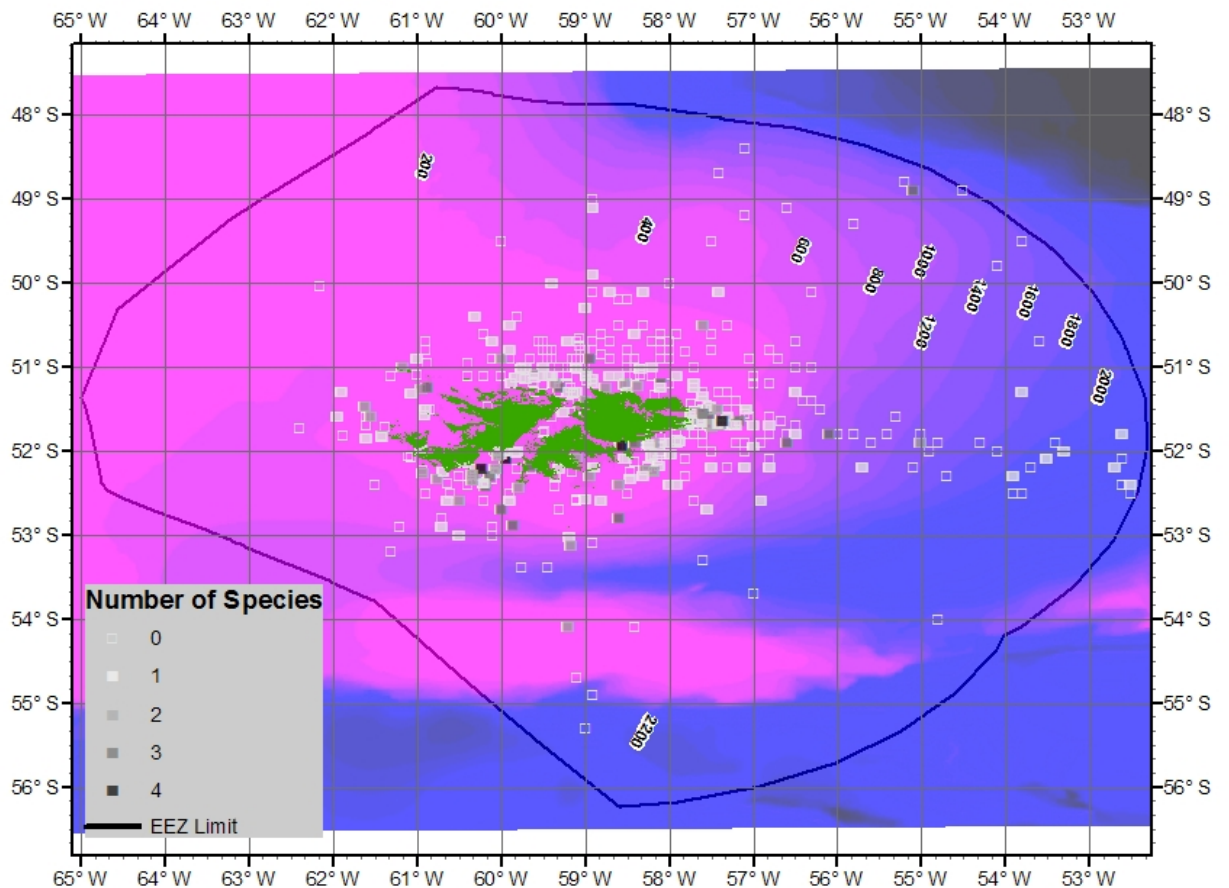 65° W 64° W 63° W 62° W 61° W 60° W 59° W 58° W 57° W 56° W 55° W 54° W 53° W
48° S 48° S
200
49° S 49° S
400
600
1000
800
50° S 50° S
1400
1600
1200
1800
51° S 51° S
2000
52° S 52° S
53° S 53° S
Number of Species
54° S 54° S
0
1
55° S 55° S
2
2200
3
56° S 56° S
4
EEZ Limit
65° W 64° W 63° W 62° W 61° W 60° W 59° W 58° W 57° W 56° W 55° W 54° W 53° W